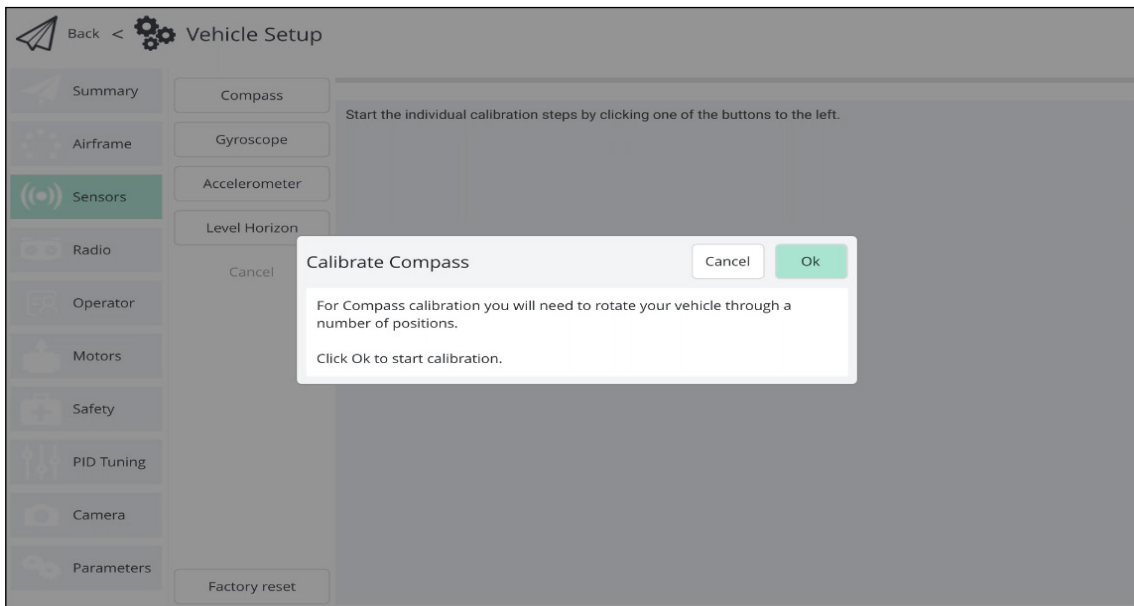 Back < Vehicle Setup
Summary
Airframe
Sensors
Radio
Operator
Motors
Safety
PID Tuning
Camera
Parameters
Compass
Gyroscope
Accelerometer
Level Horizon
Cancel
Factory reset
Start the individual calibration steps by clicking one of the buttons to the left.
Calibrate Compass
Cancel
Ok
For Compass calibration you will need to rotate your vehicle through a
number of positions.
Click Ok to start calibration.